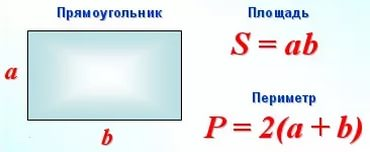 Прямоугольник
a
b
Площадь
S = ab
Периметр
P = 2(a + b)